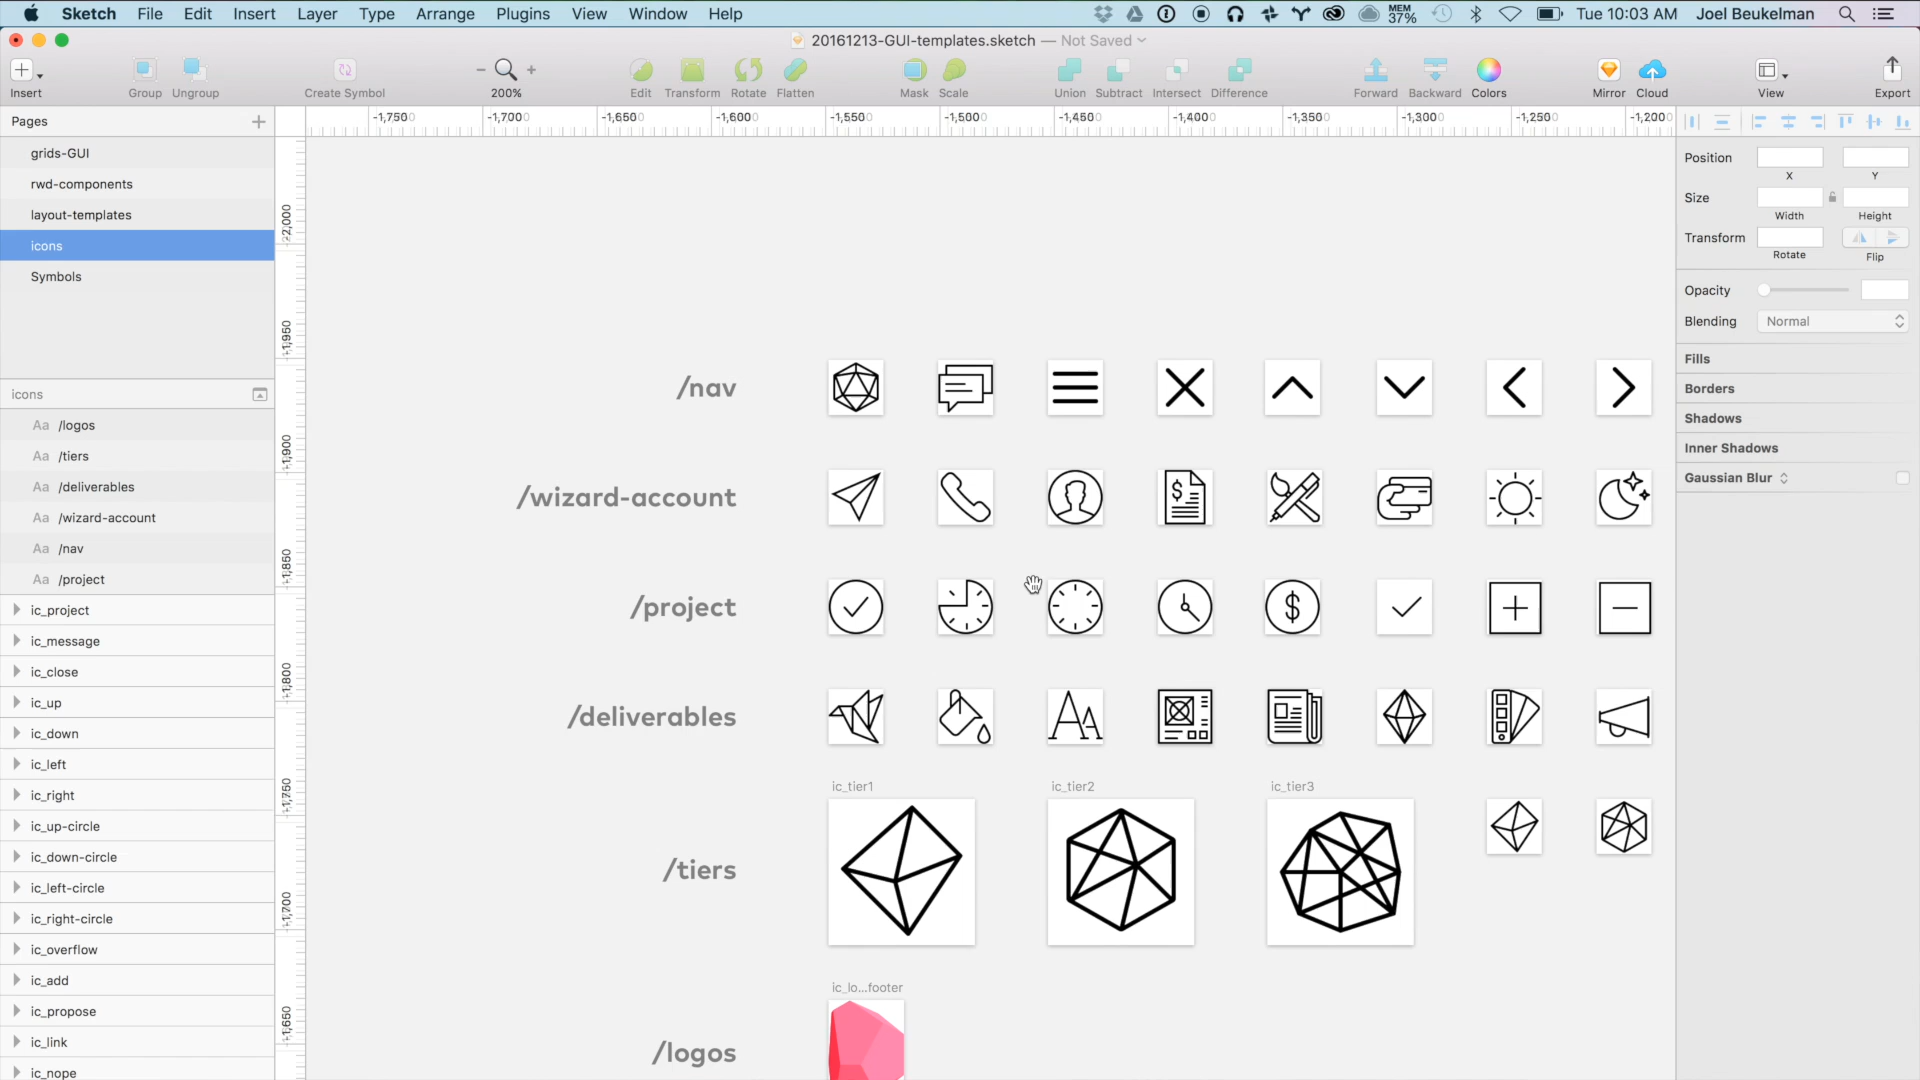 Sketch File Edit Insert Layer Type Arrange Plugins View Window Help
MEM 37% Tue 10:03 AM Joel Beukelman
20161213-GUI-templates.sketch — Not Saved
Insert Group Ungroup Create Symbol 200% Edit Transform Rotate Flatten Mask Scale Union Subtract Intersect Difference Forward Backward Colors Mirror Cloud View Export
Pages
-1,750 -1,700 -1,650 -1,600 -1,550 -1,500 -1,450 -1,400 -1,350 -1,300 -1,250 -1,200
grids-GUI
rwd-components
layout-templates
icons
Symbols
icons
Aa /logos
Aa /tiers
Aa /deliverables
Aa /wizard-account
Aa /nav
Aa /project
ic_project
ic_message
ic_close
ic_up
ic_down
ic_left
ic_right
ic_up-circle
ic_down-circle
ic_left-circle
ic_right-circle
ic_overflow
ic_add
ic_propose
ic_link
ic_nope
-1,950
-1,900
-1,850
-1,800
-1,750
-1,700
-1,650
/nav
/wizard-account
/project
/deliverables
ic_tier1 ic_tier2 ic_tier3
/tiers
ic_lo...footer
/logos
Position
X Y
Size
Width Height
Transform
Rotate Flip
Opacity
Blending Normal
Fills
Borders
Shadows
Inner Shadows
Gaussian Blur